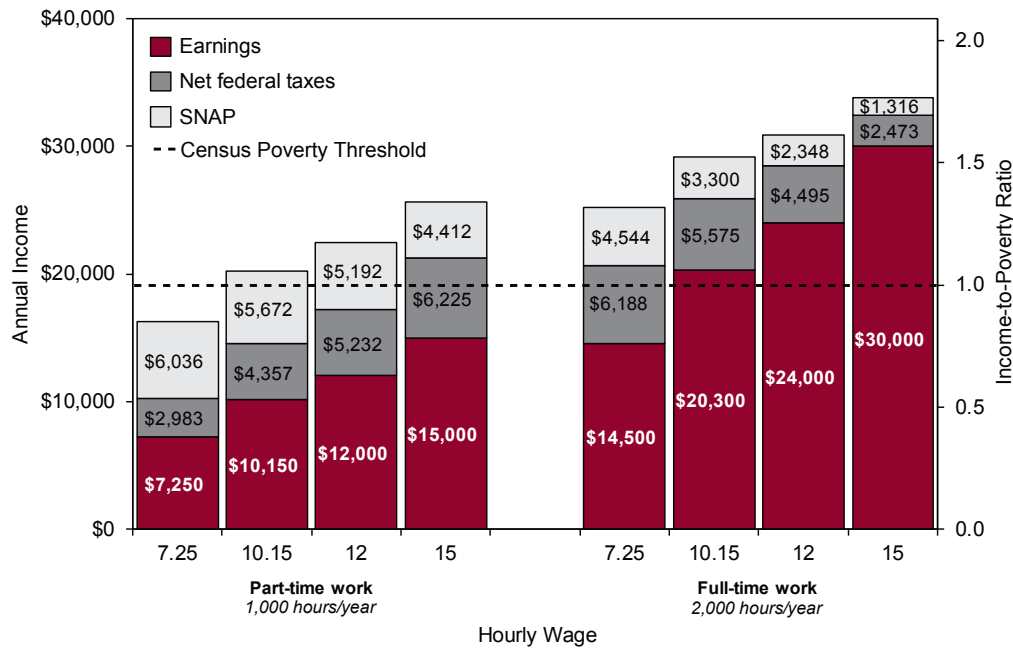 $40,000
$30,000
$20,000
$10,000
$0
Annual Income
Earnings
Net federal taxes
SNAP
Census Poverty Threshold
$6,036
$2,983
$7,250
$5,672
$4,357
$10,150
$5,192
$5,232
$12,000
$4,412
$6,225
$15,000
$4,544
$6,188
$14,500
$3,300
$5,575
$20,300
$2,348
$4,495
$24,000
$1,316
$2,473
$30,000
2.0
1.5
1.0
0.5
0.0
Income-to-Poverty Ratio
7.25 10.15 12 15 7.25 10.15 12 15
Part-time work
1,000 hours/year
Full-time work
2,000 hours/year
Hourly Wage